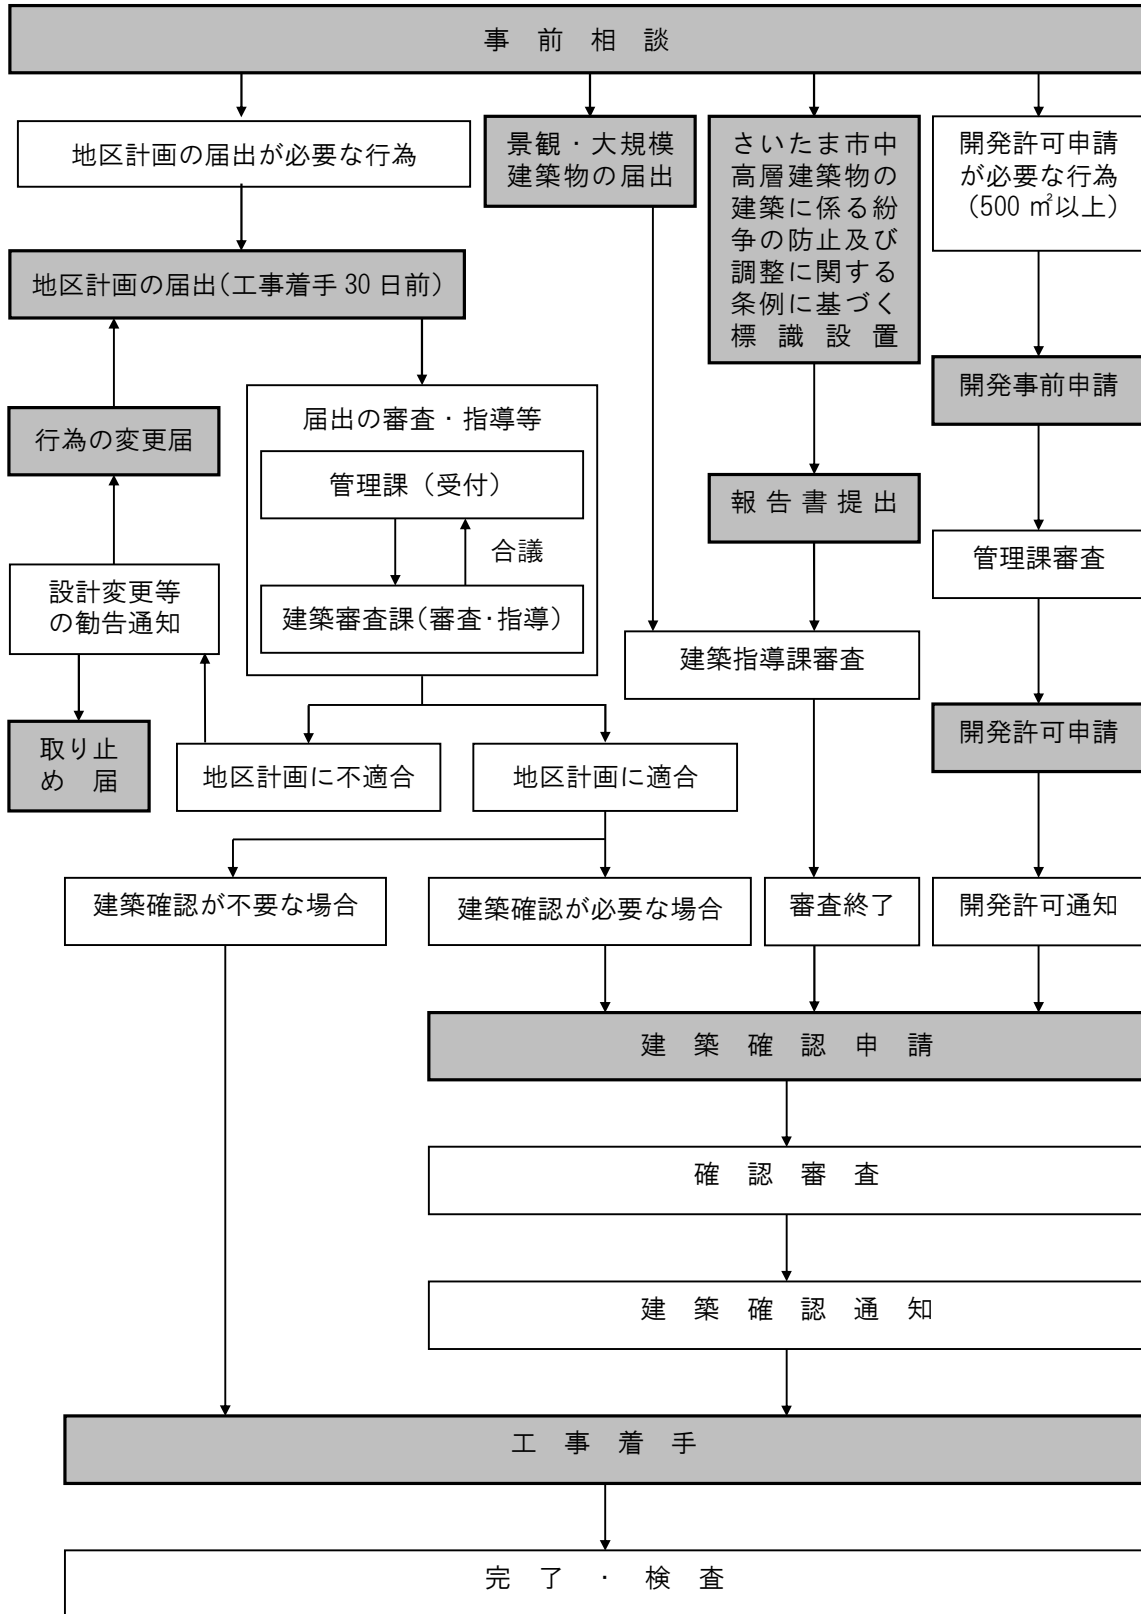 事前相談
地区計画の届出が必要な行為
景観・大規模
建築物の届出
さいたま市中
高層建築物の
建築に係る紛
争の防止及び
調整に関する
条例に基づく
標識設置
開発許可申請
が必要な行為
（500 ㎡以上）
地区計画の届出（工事着手 30 日前）
開発事前申請
行為の変更届
届出の審査・指導等
管理課（受付）
合議
建築審査課（審査・指導）
報告書提出
管理課審査
設計変更等
の勧告通知
建築指導課審査
取り止
め届
地区計画に不適合
地区計画に適合
開発許可申請
建築確認が不要な場合
建築確認が必要な場合
審査終了
開発許可通知
建築確認申請
確認審査
建築確認通知
工事着手
完了・検査